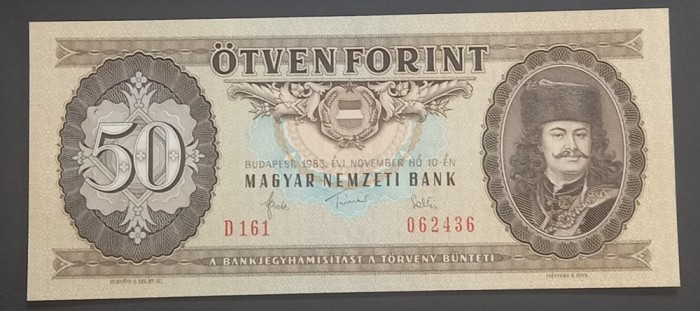 ÖTVEN FORINT
50
BUDAPEST, 1983. ÉVI NOVEMBER HÓ 10-ÉN
MAGYAR NEMZETI BANK
D 161 062436
A BANKJEGYHAMISÍTÁST A TÖRVÉNY BÜNTETI